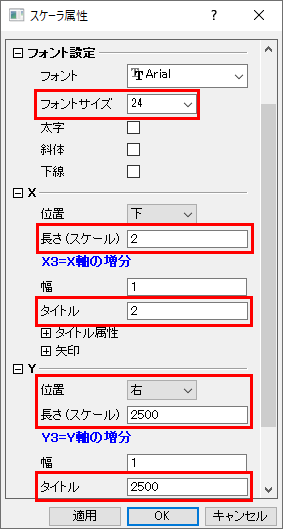 スケーラ属性 ? ×
フォント設定
フォント Arial
フォントサイズ 24
太字
斜体
下線
X
位置 下
長さ(スケール) 2
X3=X軸の増分
幅 1
タイトル 2
タイトル属性
矢印
Y
位置 右
長さ(スケール) 2500
Y3=Y軸の増分
幅 1
タイトル 2500
適用 OK キャンセル